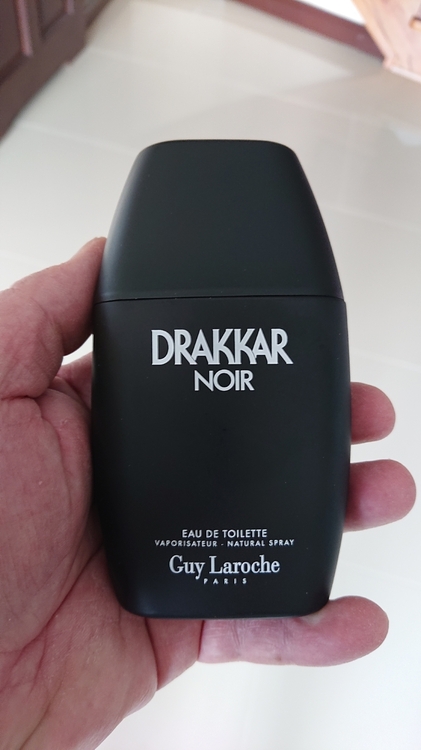 DRAKKAR
NOIR
EAU DE TOILETTE
VAPORISATEUR - NATURAL SPRAY
Guy Laroche
PARIS